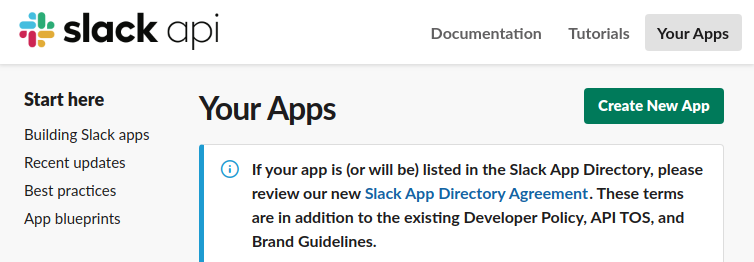 slack api
Documentation Tutorials Your Apps
Start here
Building Slack apps
Recent updates
Best practices
App blueprints
Your Apps
Create New App
If your app is (or will be) listed in the Slack App Directory, please
review our new Slack App Directory Agreement. These terms
are in addition to the existing Developer Policy, API TOS, and
Brand Guidelines.